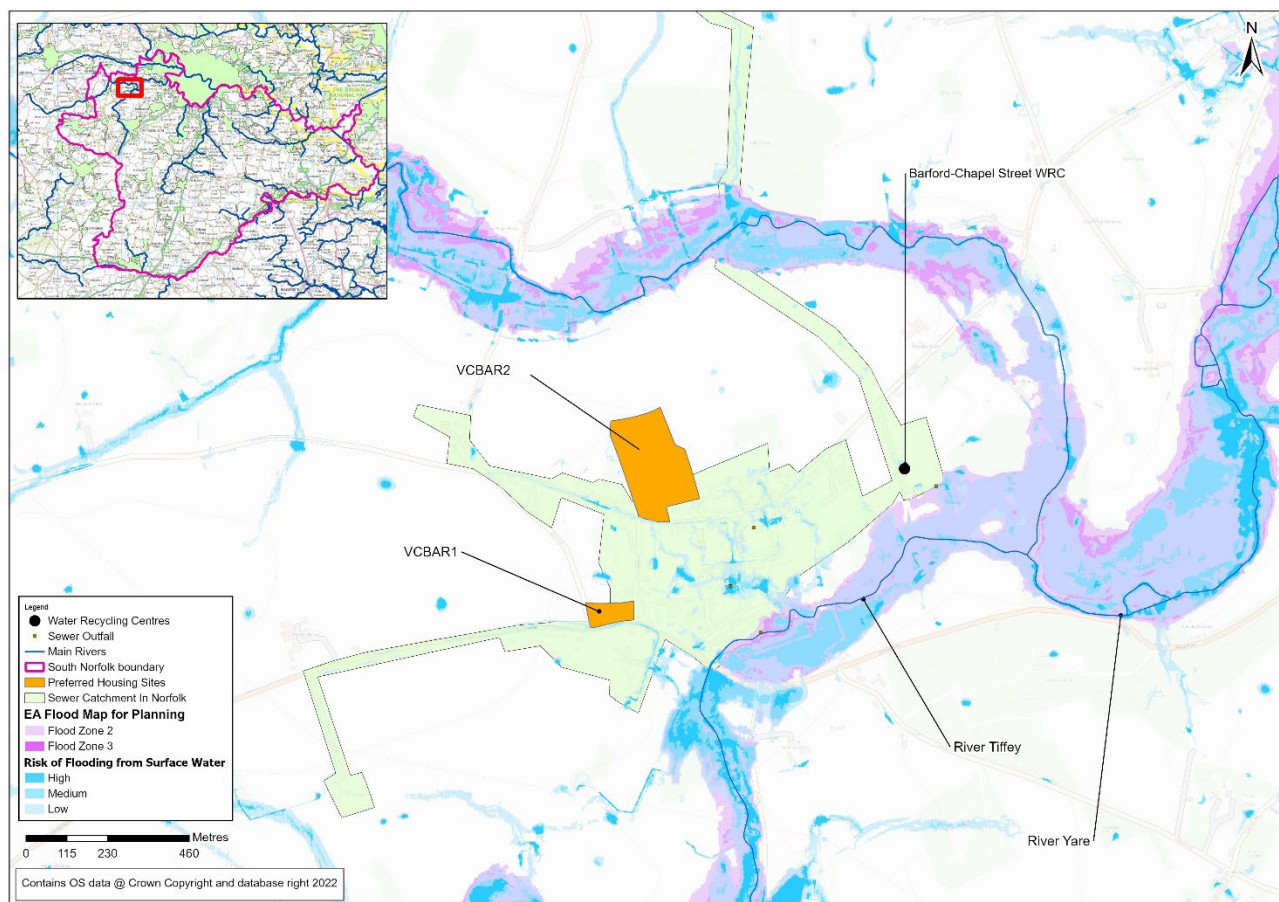 N
Barford-Chapel Street WRC
VCBAR2
VCBAR1
River Tiffey
River Yare
Legend
Water Recycling Centres
Sewer Outfall
Main Rivers
South Norfolk boundary
Preferred Housing Sites
Sewer Catchment In Norfolk
EA Flood Map for Planning
Flood Zone 2
Flood Zone 3
Risk of Flooding from Surface Water
High
Medium
Low
Metres
0 115 230 460
Contains OS data @ Crown Copyright and database right 2022